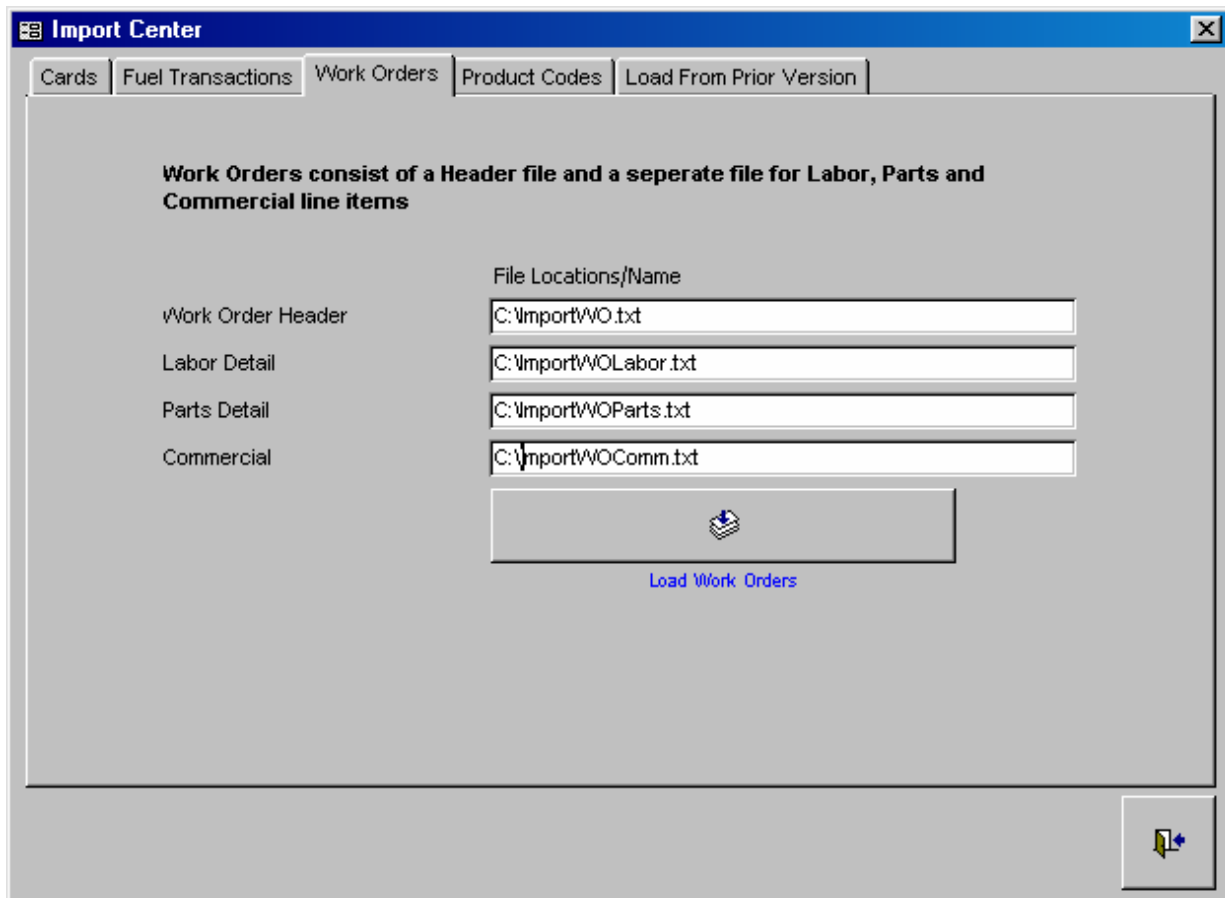 Import Center
Cards Fuel Transactions Work Orders Product Codes Load From Prior Version
Work Orders consist of a Header file and a seperate file for Labor, Parts and
Commercial line items
File Locations/Name
Work Order Header C:\ImportWO.txt
Labor Detail C:\ImportWOLabor.txt
Parts Detail C:\ImportWOParts.txt
Commercial C:\ImportWOComm.txt
Load Work Orders